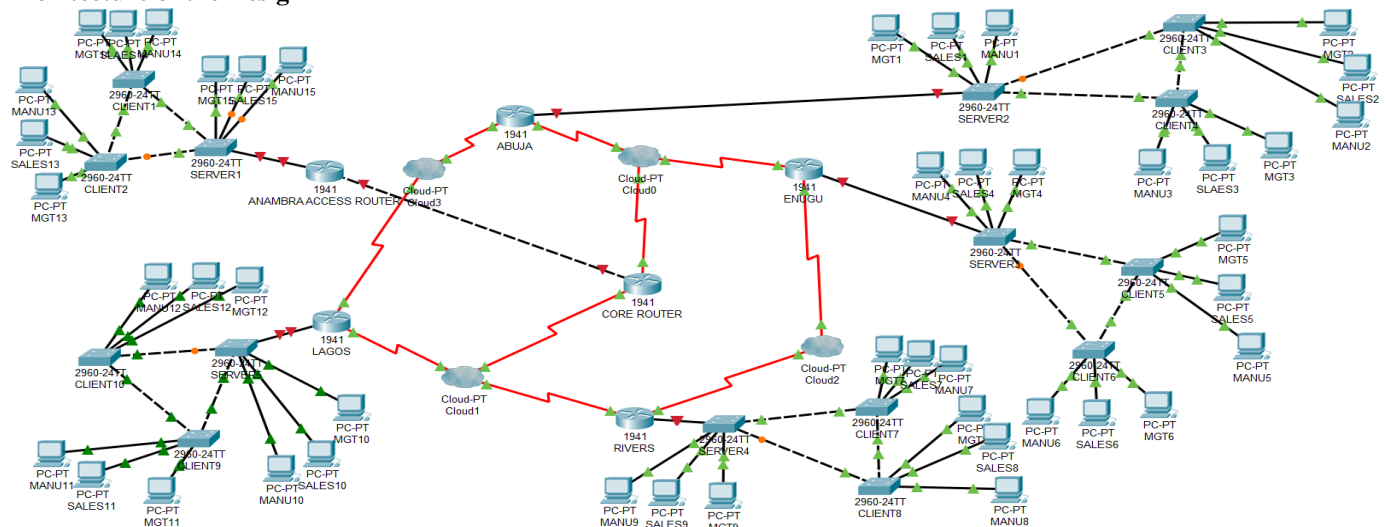 PC-PT
PC-PT
PC-PT
MANU14
PC-PT
MANU13
PC-PT
SALES13
PC-PT
MGT13
2960-24TT
CLIENT1
2960-24TT
CLIENT2
PC-PT
MGT15
PC-PT
SALES15
PC-PT
MANU15
2960-24TT
SERVER1
1941
ANAMBRA ACCESS ROUTER
1941
ABUJA
Cloud-PT
Cloud3
Cloud-PT
Cloud0
1941
ENUGU
1941
CORE ROUTER
1941
LAGOS
Cloud-PT
Cloud1
Cloud-PT
Cloud2
1941
RIVERS
PC-PT
MGT1
PC-PT
SALES1
PC-PT
MANU1
2960-24TT
SERVER2
2960-24TT
CLIENT3
PC-PT
PC-PT
SALES2
PC-PT
MANU2
2960-24TT
CLIENT4
PC-PT
MANU3
PC-PT
SLAES3
PC-PT
MGT3
PC-PT
MANU4
PC-PT
SALES4
PC-PT
MGT4
2960-24TT
2960-24TT
CLIENT5
PC-PT
MGT5
PC-PT
SALES5
PC-PT
MANU5
2960-24TT
CLIENT6
PC-PT
MANU6
PC-PT
SALES6
PC-PT
MGT6
PC-PT
MANU12
PC-PT
SALES12
PC-PT
MGT12
2960-24TT
CLIENT10
2960-24TT
2960-24TT
CLIENT9
PC-PT
MANU11
PC-PT
SALES11
PC-PT
MGT11
PC-PT
MANU10
PC-PT
SALES10
PC-PT
MGT10
2960-24TT
SERVER4
PC-PT
MANU9
PC-PT
SALES9
PC-PT
MGT9
PC-PT
PC-PT
PC-PT
MANU7
2960-24TT
CLIENT7
2960-24TT
CLIENT8
PC-PT
PC-PT
SALES8
PC-PT
MANU8